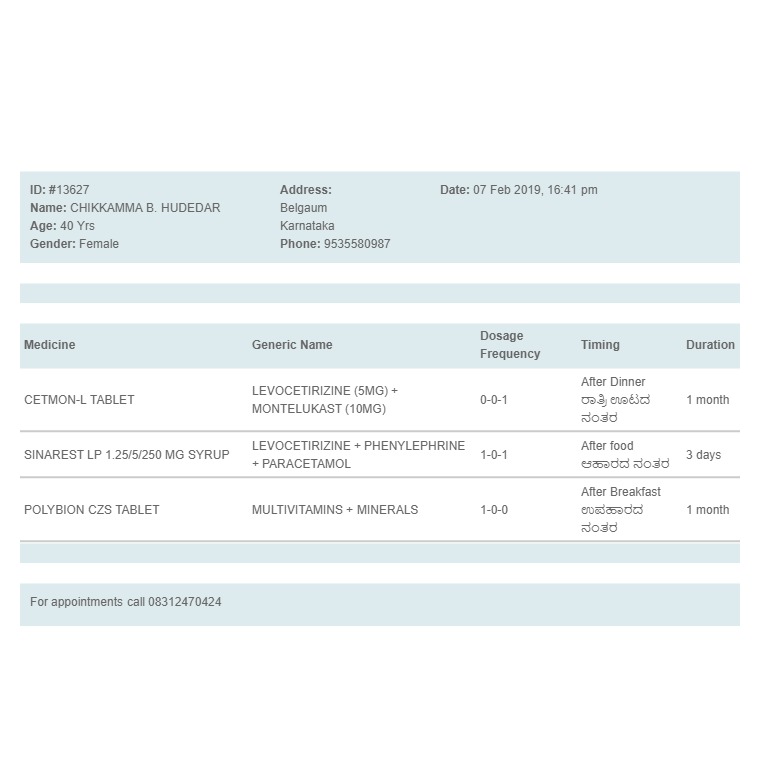 ID: #13627
Name: CHIKKAMMA B. HUDEDAR
Age: 40 Yrs
Gender: Female
Address:
Belgaum
Karnataka
Phone: 9535580987
Date: 07 Feb 2019, 16:41 pm
Medicine Generic Name Dosage Frequency Timing Duration
CETMON-L TABLET
LEVOCETIRIZINE (5MG) +
MONTELUKAST (10MG)
0-0-1
After Dinner
ರಾತ್ರಿ ಊಟದ
ನಂತರ
1 month
SINAREST LP 1.25/5/250 MG SYRUP
LEVOCETIRIZINE + PHENYLEPHRINE
+ PARACETAMOL
1-0-1
After food
ಆಹಾರದ ನಂತರ
3 days
POLYBION CZS TABLET
MULTIVITAMINS + MINERALS
1-0-0
After Breakfast
ಉಪಹಾರದ
ನಂತರ
1 month
For appointments call 08312470424